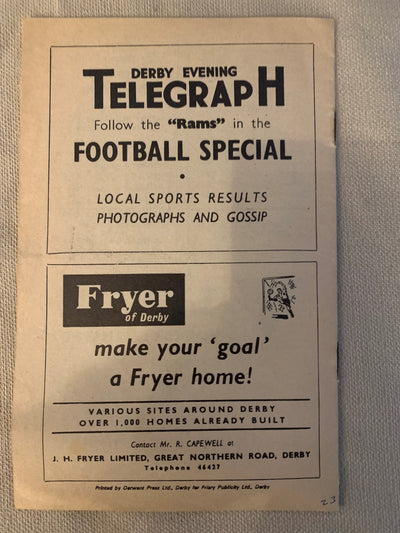 DERBY EVENING
TELEGRAPH
Follow the "Rams" in the
FOOTBALL SPECIAL
LOCAL SPORTS RESULTS
PHOTOGRAPHS AND GOSSIP
Fryer
of Derby
make your 'goal'
a Fryer home!
VARIOUS SITES AROUND DERBY
OVER 1,000 HOMES ALREADY BUILT
Contact Mr. R. CAPEWELL at
J. H. FRYER LIMITED, GREAT NORTHERN ROAD, DERBY
Telephone 46427
Printed by Derwent Press Ltd., Derby for Friary Publicity Ltd., Derby
23